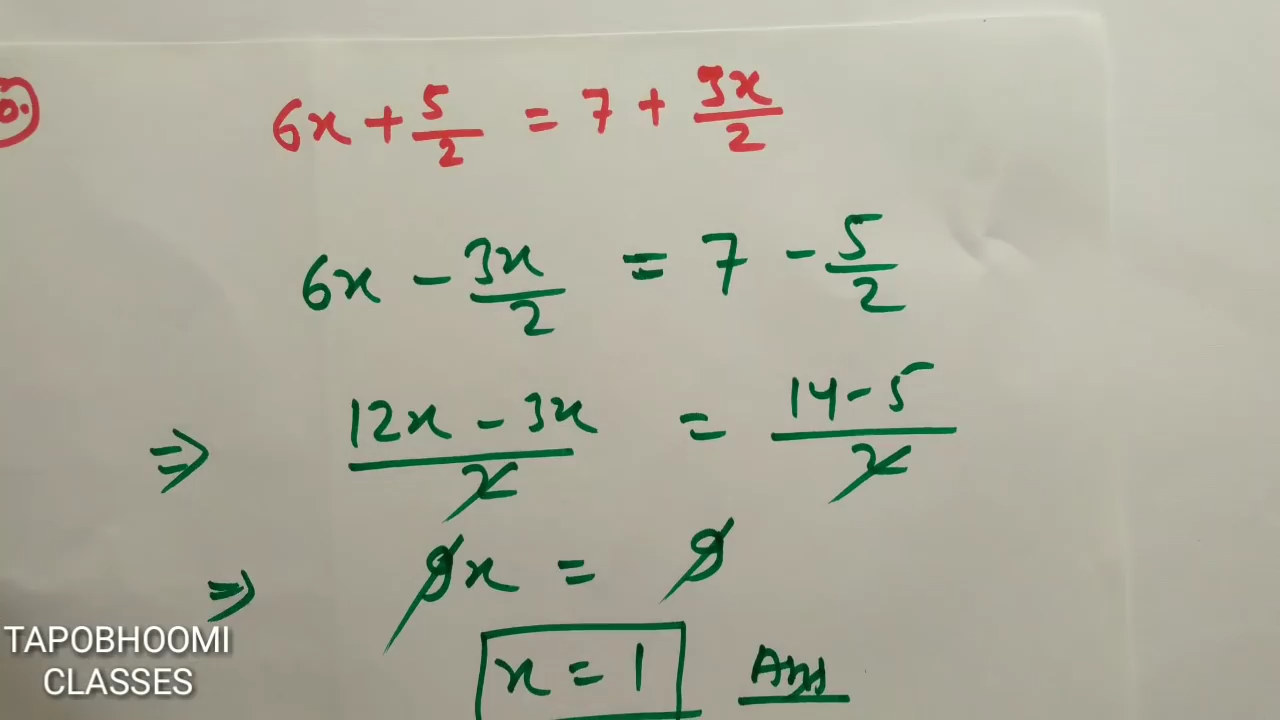 6x + 5/2 = 7 + 3x/2
6x - 3x/2 = 7 - 5/2
⇒ (12x - 3x)/2 = (14 - 5)/2
⇒ 9x = 9
x = 1 Ans
TAPOBHOOMI
CLASSES